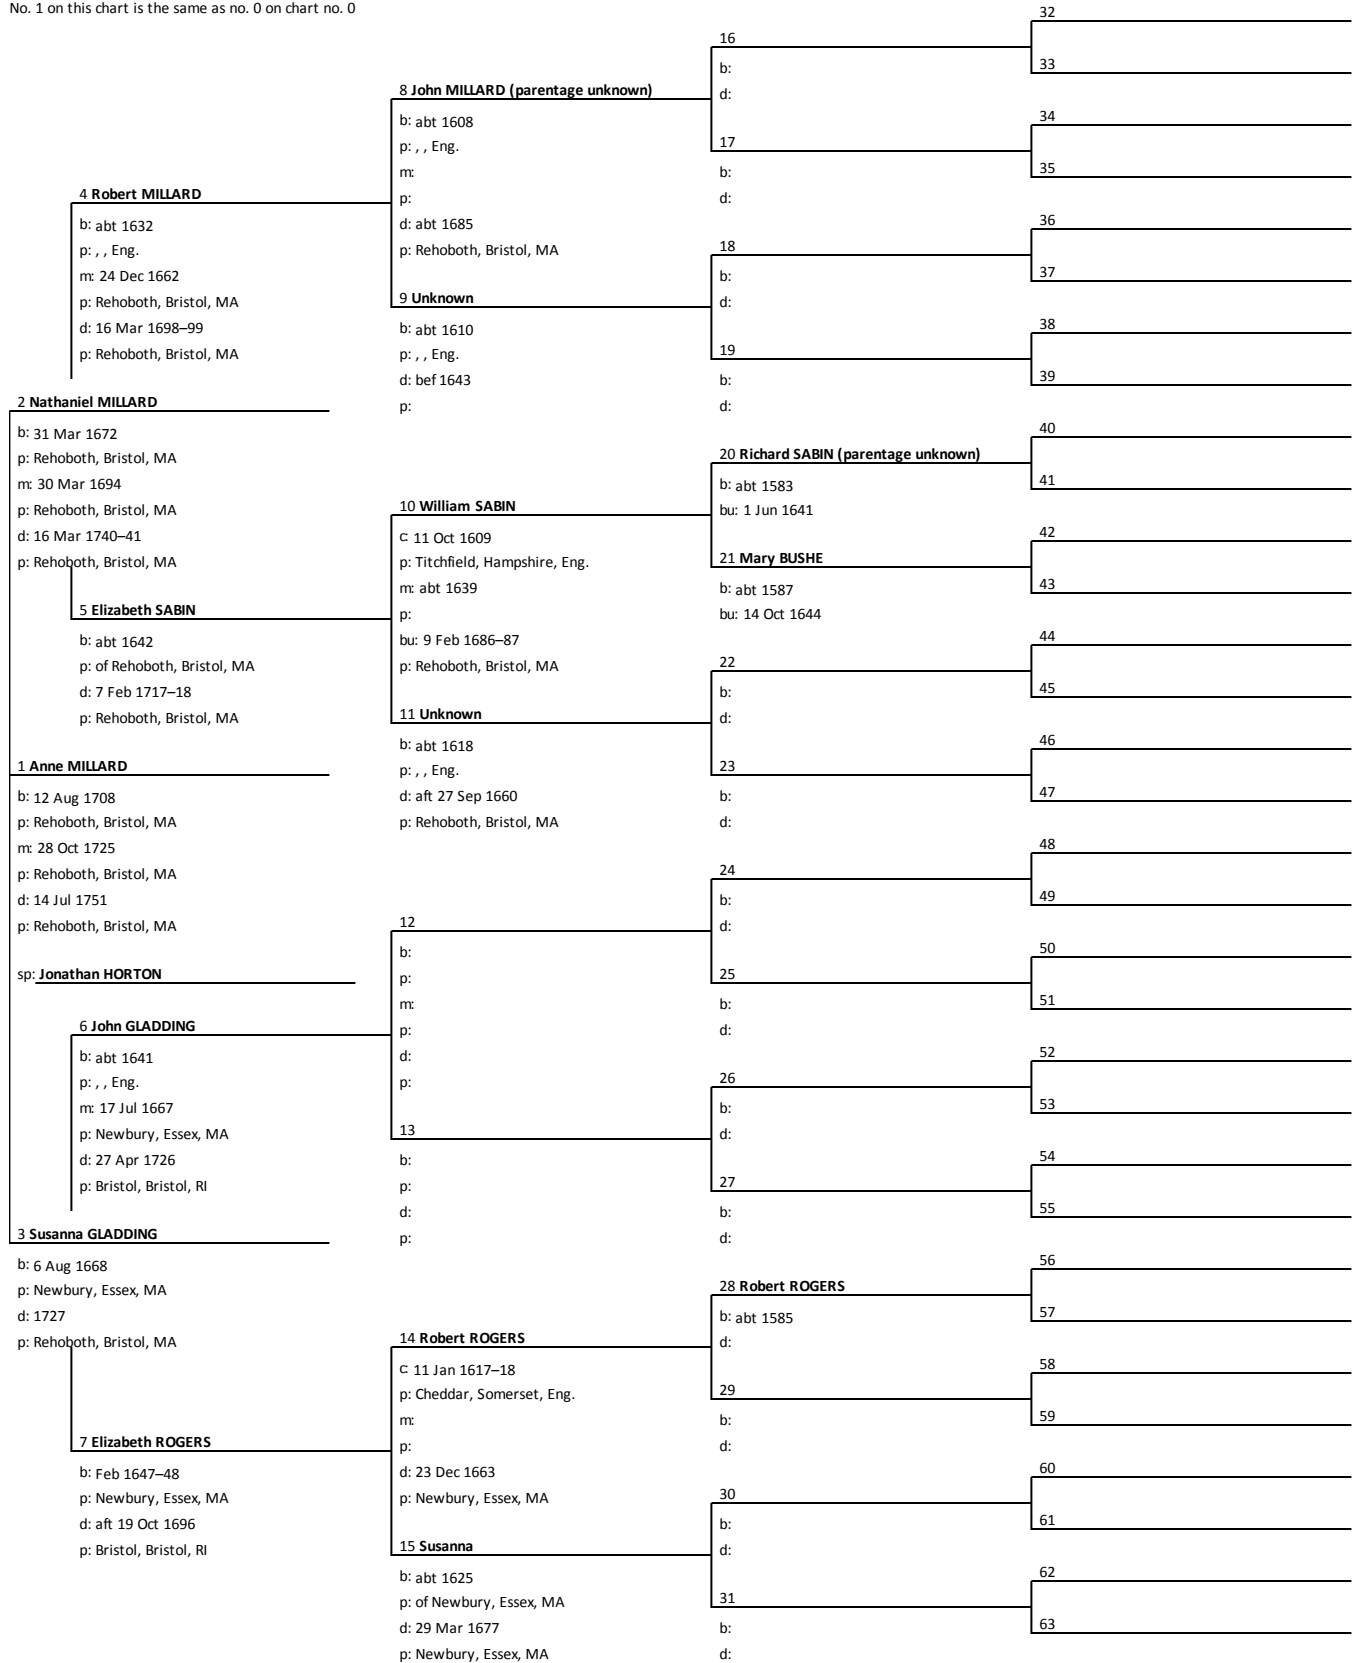 No. 1 on this chart is the same as no. 0 on chart no. 0
2 Nathaniel MILLARD
b: 31 Mar 1672
p: Rehoboth, Bristol, MA
m: 30 Mar 1694
p: Rehoboth, Bristol, MA
d: 16 Mar 1740–41
p: Rehoboth, Bristol, MA
1 Anne MILLARD
b: 12 Aug 1708
p: Rehoboth, Bristol, MA
m: 28 Oct 1725
p: Rehoboth, Bristol, MA
d: 14 Jul 1751
p: Rehoboth, Bristol, MA
sp: Jonathan HORTON
3 Susanna GLADDING
b: 6 Aug 1668
p: Newbury, Essex, MA
d: 1727
p: Rehoboth, Bristol, MA
4 Robert MILLARD
b: abt 1632
p: , , Eng.
m: 24 Dec 1662
p: Rehoboth, Bristol, MA
d: 16 Mar 1698–99
p: Rehoboth, Bristol, MA
5 Elizabeth SABIN
b: abt 1642
p: of Rehoboth, Bristol, MA
d: 7 Feb 1717–18
p: Rehoboth, Bristol, MA
6 John GLADDING
b: abt 1641
p: , , Eng.
m: 17 Jul 1667
p: Newbury, Essex, MA
d: 27 Apr 1726
p: Bristol, Bristol, RI
7 Elizabeth ROGERS
b: Feb 1647–48
p: Newbury, Essex, MA
d: aft 19 Oct 1696
p: Bristol, Bristol, RI
8 John MILLARD (parentage unknown)
b: abt 1608
p: , , Eng.
m:
p:
d: abt 1685
p: Rehoboth, Bristol, MA
9 Unknown
b: abt 1610
p: , , Eng.
d: bef 1643
p:
10 William SABIN
c: 11 Oct 1609
p: Titchfield, Hampshire, Eng.
m: abt 1639
p:
bu: 9 Feb 1686–87
p: Rehoboth, Bristol, MA
11 Unknown
b: abt 1618
p: , , Eng.
d: aft 27 Sep 1660
p: Rehoboth, Bristol, MA
12
b:
p:
m:
p:
d:
p:
13
b:
p:
d:
p:
14 Robert ROGERS
c: 11 Jan 1617–18
p: Cheddar, Somerset, Eng.
m:
p:
d: 23 Dec 1663
p: Newbury, Essex, MA
15 Susanna
b: abt 1625
p: of Newbury, Essex, MA
d: 29 Mar 1677
p: Newbury, Essex, MA
16
b:
d:
17
b:
d:
18
b:
d:
19
b:
d:
20 Richard SABIN (parentage unknown)
b: abt 1583
bu: 1 Jun 1641
21 Mary BUSHE
b: abt 1587
bu: 14 Oct 1644
22
b:
d:
23
b:
d:
24
b:
d:
25
b:
d:
26
b:
d:
27
b:
d:
28 Robert ROGERS
b: abt 1585
d:
29
b:
d:
30
b:
d:
31
b:
d:
32
33
34
35
36
37
38
39
40
41
42
43
44
45
46
47
48
49
50
51
52
53
54
55
56
57
58
59
60
61
62
63